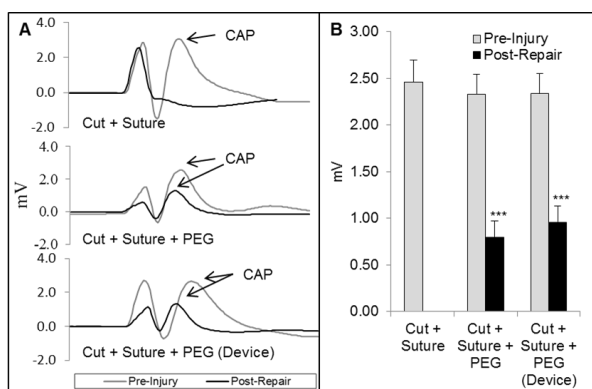 A
4.0
2.0
0.0
-2.0
CAP
Cut + Suture
4.0
2.0
0.0
-2.0
CAP
Cut + Suture + PEG
mV
4.0
2.0
0.0
-2.0
CAP
Cut + Suture + PEG (Device)
Pre-Injury
Post-Repair
B
Pre-Injury
Post-Repair
3.00
2.50
2.00
1.50
1.00
0.50
0.00
mV
***
***
Cut +
Suture
Cut +
Suture +
PEG
Cut +
Suture +
PEG
(Device)